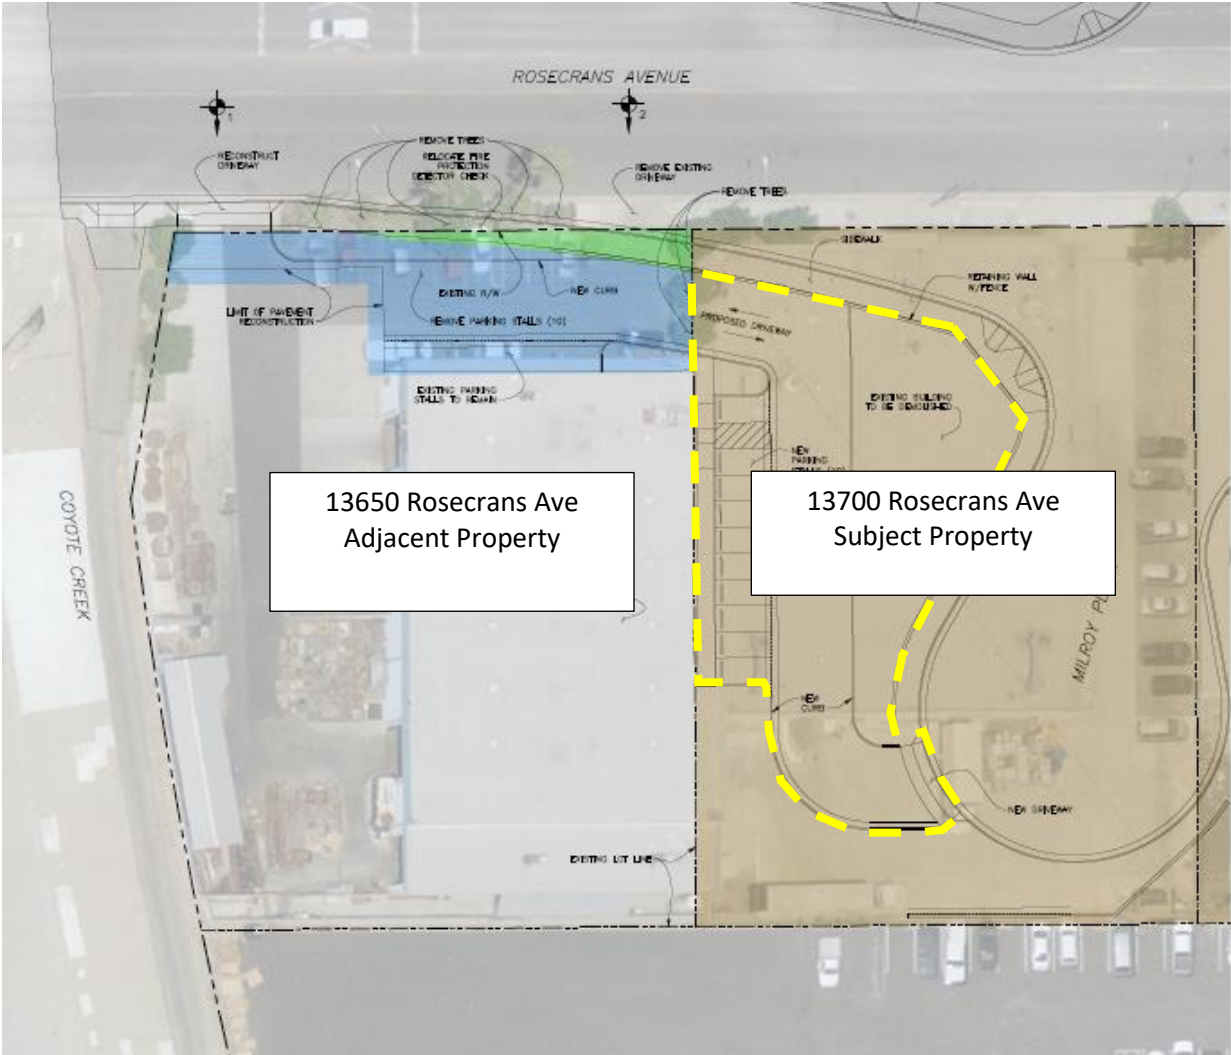 ROSECRANS AVENUE
1
2
RECONSTRUCT
DRIVEWAY
REMOVE TREES
RELOCATE FIRE
PROTECTION
DETECTOR CHECK
REMOVE EXISTING
DRIVEWAY
REMOVE TREES
SIDEWALK
RETAINING WALL
W/FENCE
EXISTING R/W
NEW CURB
LIMIT OF PAVEMENT
RECONSTRUCTION
REMOVE PARKING STALLS (10)
PROPOSED DRIVEWAY
EXISTING PARKING
STALLS TO REMAIN
EXISTING BUILDING
TO BE DEMOLISHED
NEW
PARKING
13650 Rosecrans Ave
Adjacent Property
13700 Rosecrans Ave
Subject Property
COYOTE CREEK
MILROY PL
NEW
CURB
NEW DRIVEWAY
EXISTING LOT LINE